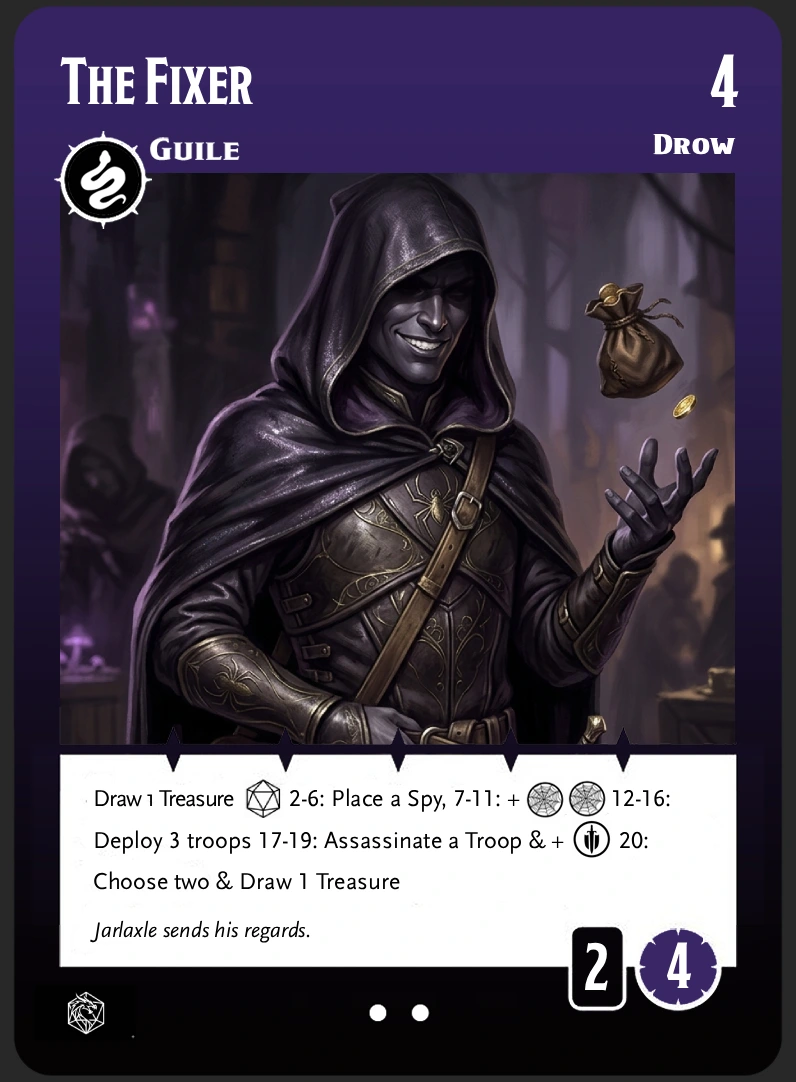 The Fixer
4
Guile
Drow
Draw 1 Treasure 2-6: Place a Spy, 7-11: + 12-16:
Deploy 3 troops 17-19: Assassinate a Troop & + 20:
Choose two & Draw 1 Treasure
Jarlaxle sends his regards.
2 4